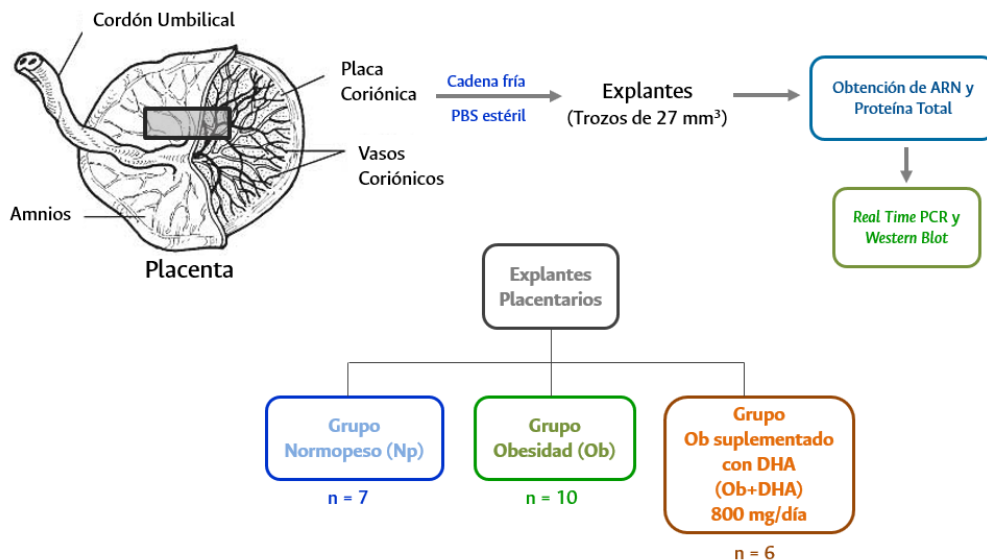 Cordón Umbilical
Placa
Coriónica
Vasos
Coriónicos
Amnios
Placenta
Cadena fría
PBS estéril
Explantes
(Trozos de 27 mm³)
Obtención de ARN y
Proteína Total
Real Time PCR y
Western Blot
Explantes
Placentarios
Grupo
Normopeso (Np)
n = 7
Grupo
Obesidad (Ob)
n = 10
Grupo
Ob suplementado
con DHA
(Ob+DHA)
800 mg/día
n = 6